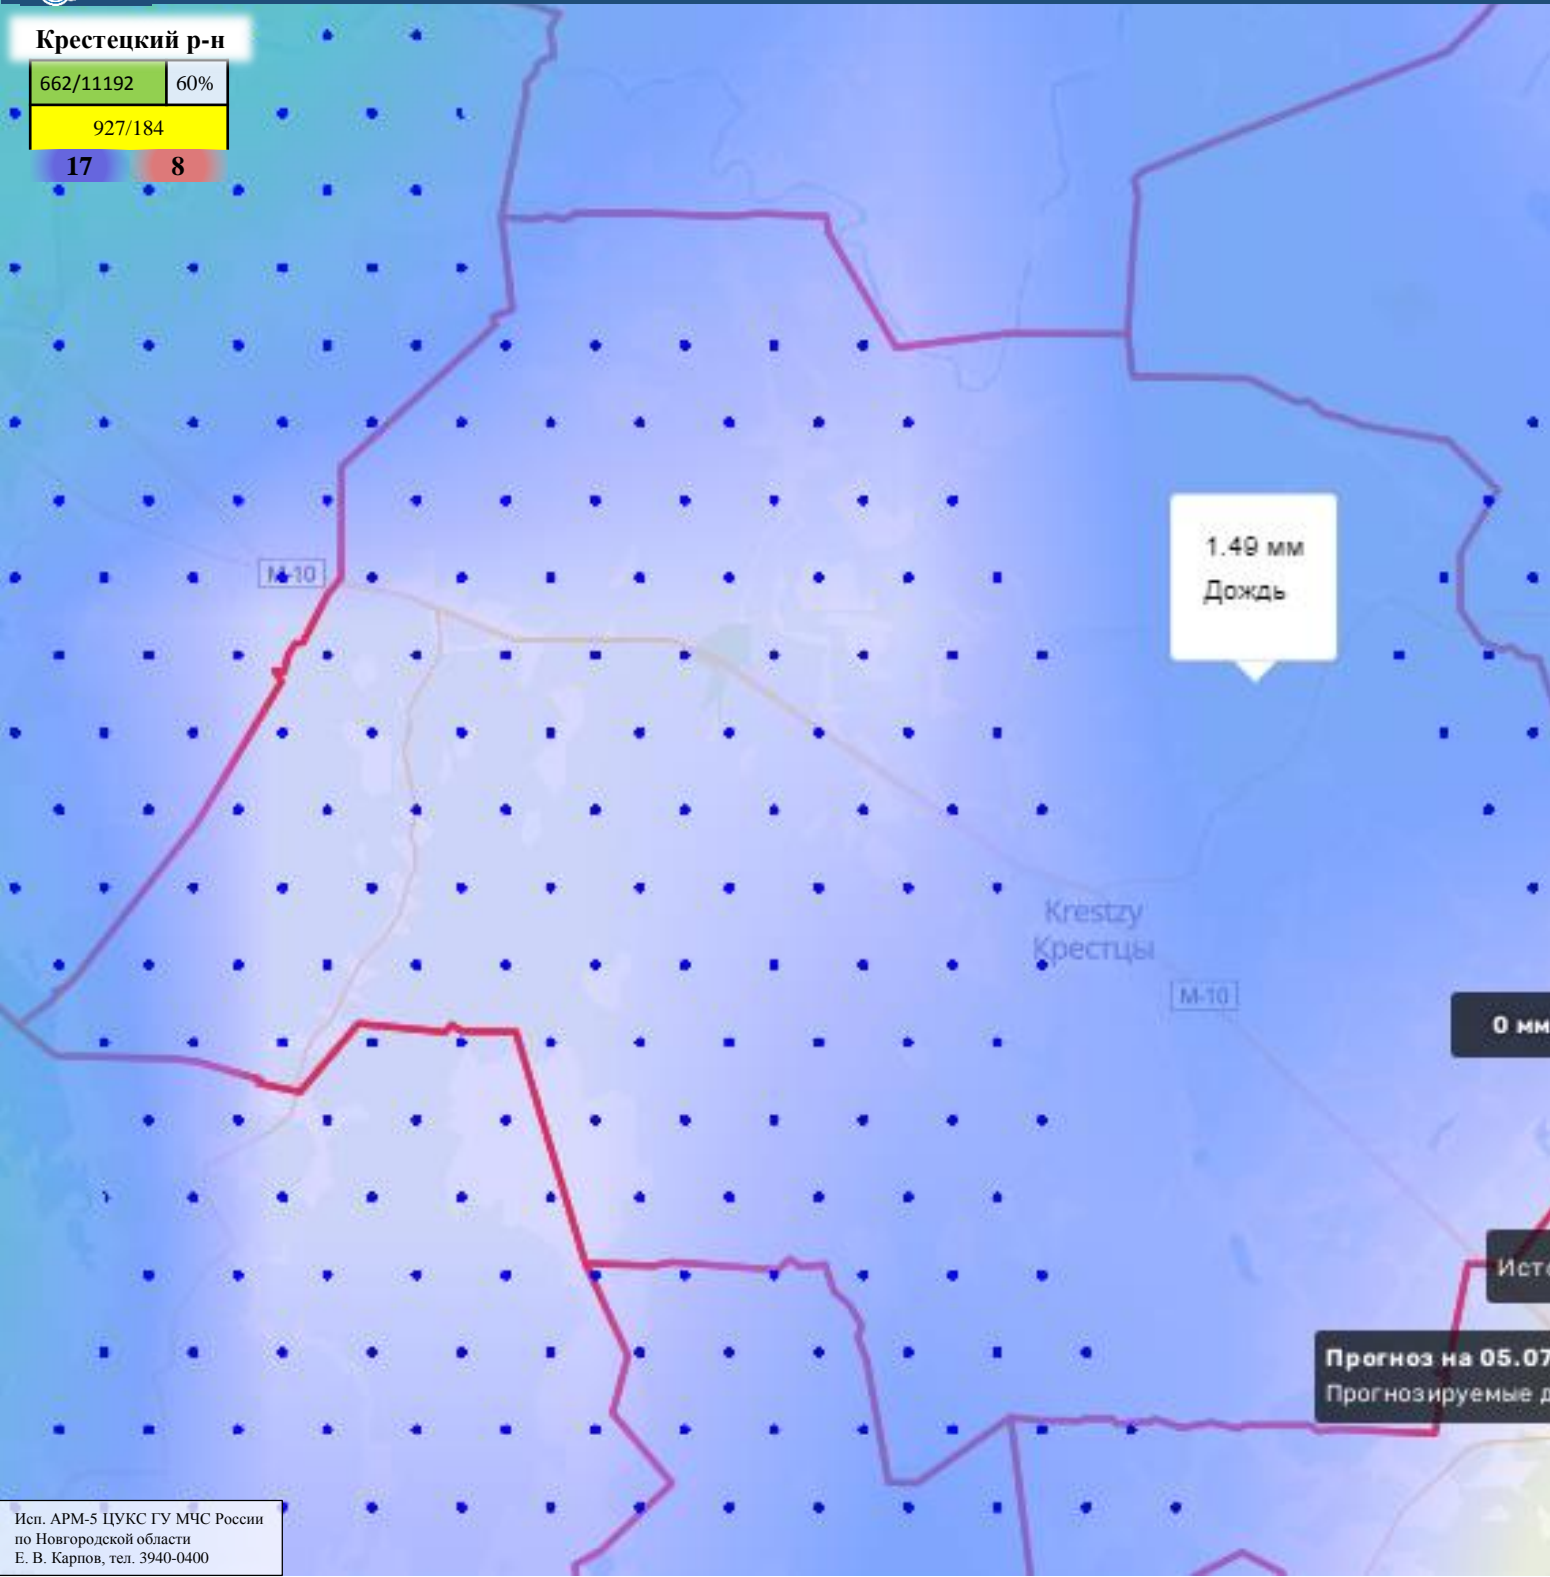 Крестецкий р-н
662/11192 60%
927/184
17 8
М-10
1.49 мм
Дождь
Krestzy
Крестцы
М-10
0 мм
Прогноз на 05.07
Прогнозируемые
Исп. АРМ-5 ЦУКС ГУ МЧС России
по Новгородской области
Е. В. Карпов, тел. 3940-0400